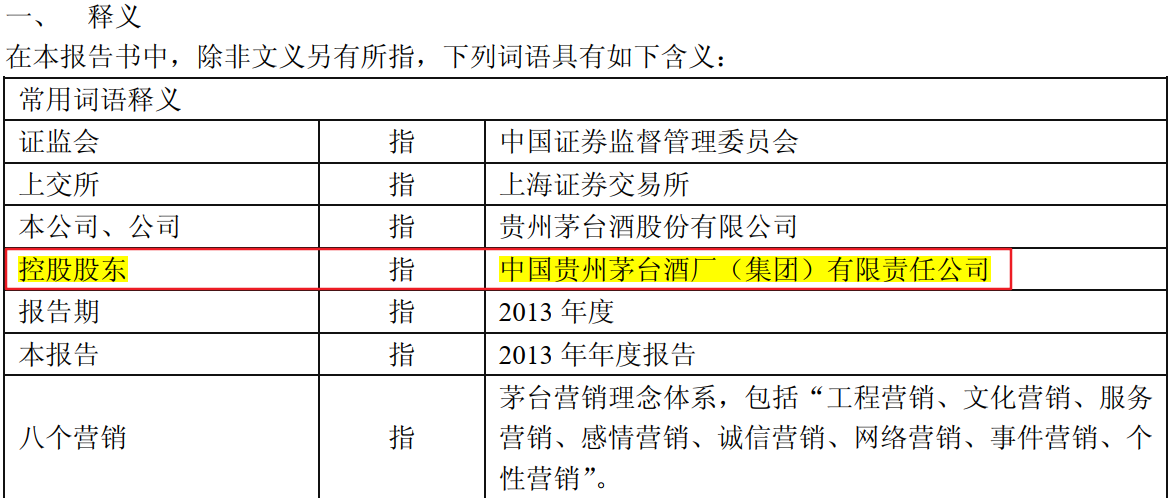 一、 释义
在本报告书中，除非文义另有所指，下列词语具有如下含义：
常用词语释义
证监会 指 中国证券监督管理委员会
上交所 指 上海证券交易所
本公司、公司 指 贵州茅台酒股份有限公司
控股股东 指 中国贵州茅台酒厂（集团）有限责任公司
报告期 指 2013 年度
本报告 指 2013 年年度报告
八个营销 指 茅台营销理念体系，包括“工程营销、文化营销、服务
营销、感情营销、诚信营销、网络营销、事件营销、个
性营销”。